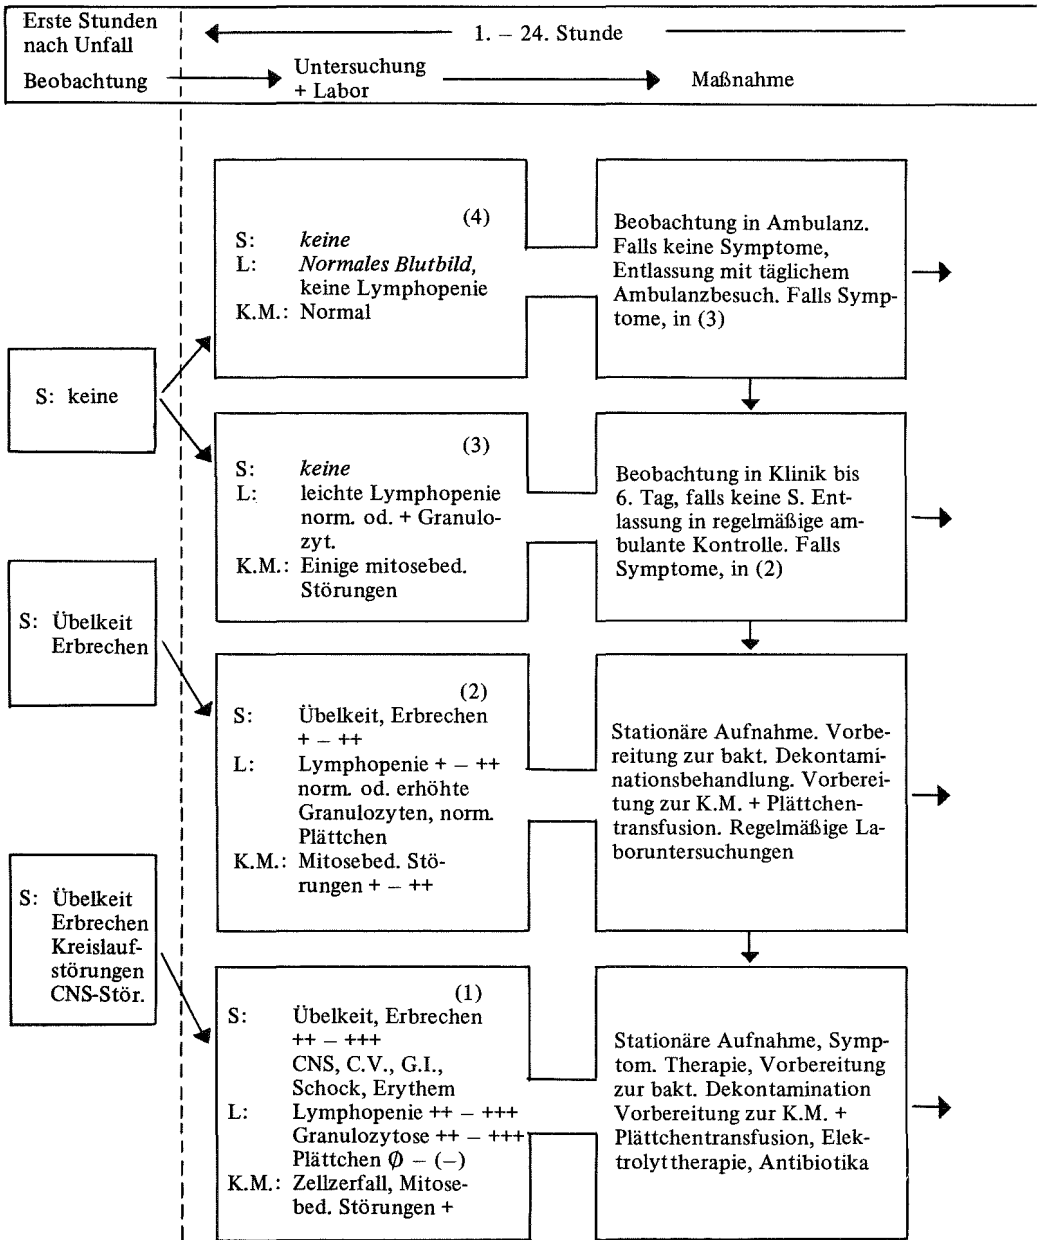 Erste Stunden
nach Unfall
1. – 24. Stunde
Beobachtung
Untersuchung
+ Labor
Maßnahme
(4)
S: keine
L: Normales Blutbild,
keine Lymphopenie
K.M.: Normal
Beobachtung in Ambulanz.
Falls keine Symptome,
Entlassung mit täglichem
Ambulanzbesuch. Falls Symp-
tome, in (3)
S: keine
(3)
S: keine
L: leichte Lymphopenie
norm. od. + Granulo-
zyt.
K.M.: Einige mitosebed.
Störungen
Beobachtung in Klinik bis
6. Tag, falls keine S. Ent-
lassung in regelmäßige am-
bulante Kontrolle. Falls
Symptome, in (2)
S: Übelkeit
Erbrechen
(2)
S: Übelkeit, Erbrechen
+ – ++
L: Lymphopenie + – ++
norm. od. erhöhte
Granulozyten, norm.
Plättchen
K.M.: Mitosebed. Stö-
rungen + – ++
Stationäre Aufnahme. Vorbe-
reitung zur bakt. Dekontami-
nationsbehandlung. Vorberei-
tung zur K.M. + Plättchen-
transfusion. Regelmäßige La-
boruntersuchungen
S: Übelkeit
Erbrechen
Kreislauf-
störungen
CNS-Stör.
(1)
S: Übelkeit, Erbrechen
++ – +++
CNS, C.V., G.I.,
Schock, Erythem
L: Lymphopenie ++ – +++
Granulozytose ++ – +++
Plättchen Ø – (–)
K.M.: Zellzerfall, Mitose-
bed. Störungen +
Stationäre Aufnahme, Symp-
tom. Therapie, Vorbereitung
zur bakt. Dekontamination
Vorbereitung zur K.M. +
Plättchentransfusion, Elek-
trolyttherapie, Antibiotika